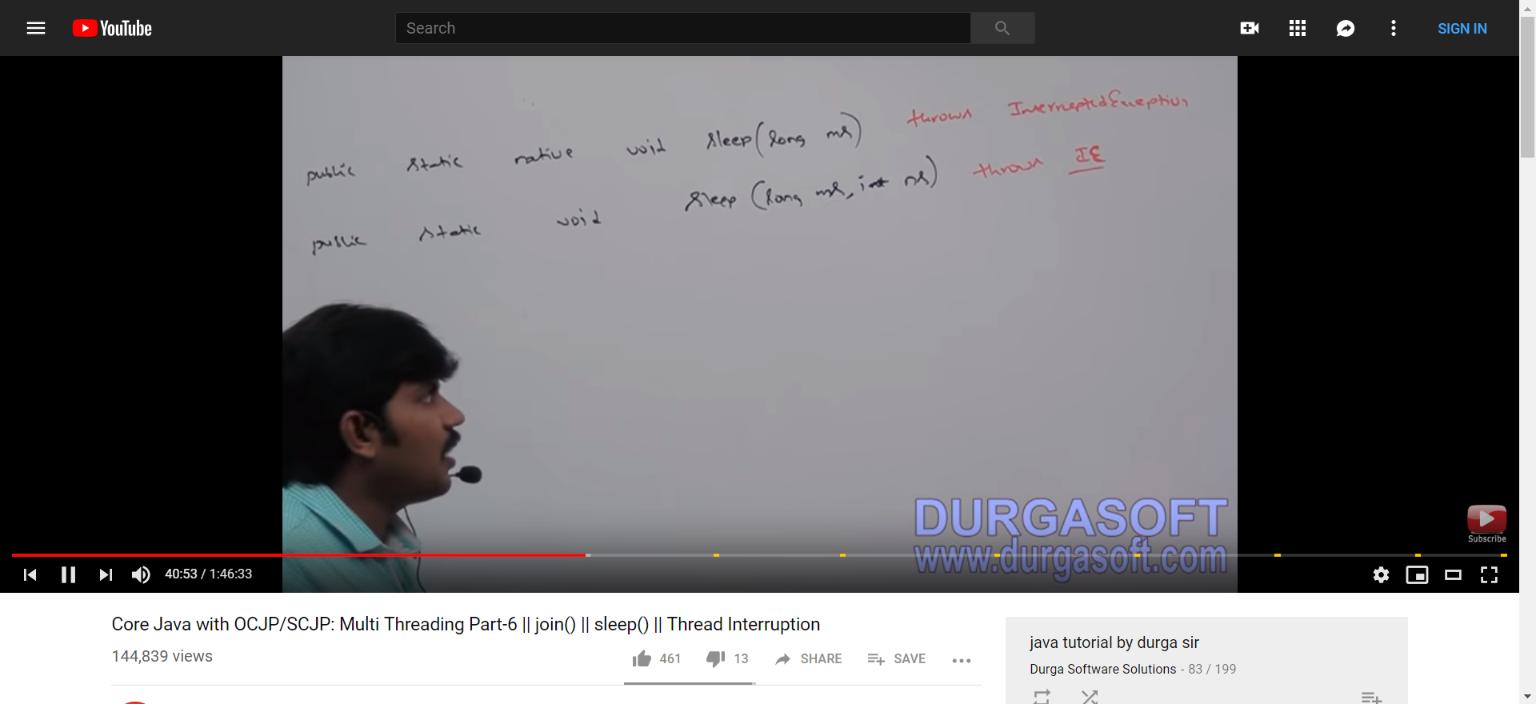 YouTube
Search
SIGN IN
public static native void sleep(long ms) throws InterruptedException
public static void sleep (long ms, int ns) throws IE
DURGASOFT
www.durgasoft.com
Subscribe
40:53 / 1:46:33
Core Java with OCJP/SCJP: Multi Threading Part-6 || join() || sleep() || Thread Interruption
144,839 views
461
13
SHARE
SAVE
java tutorial by durga sir
Durga Software Solutions - 83 / 199